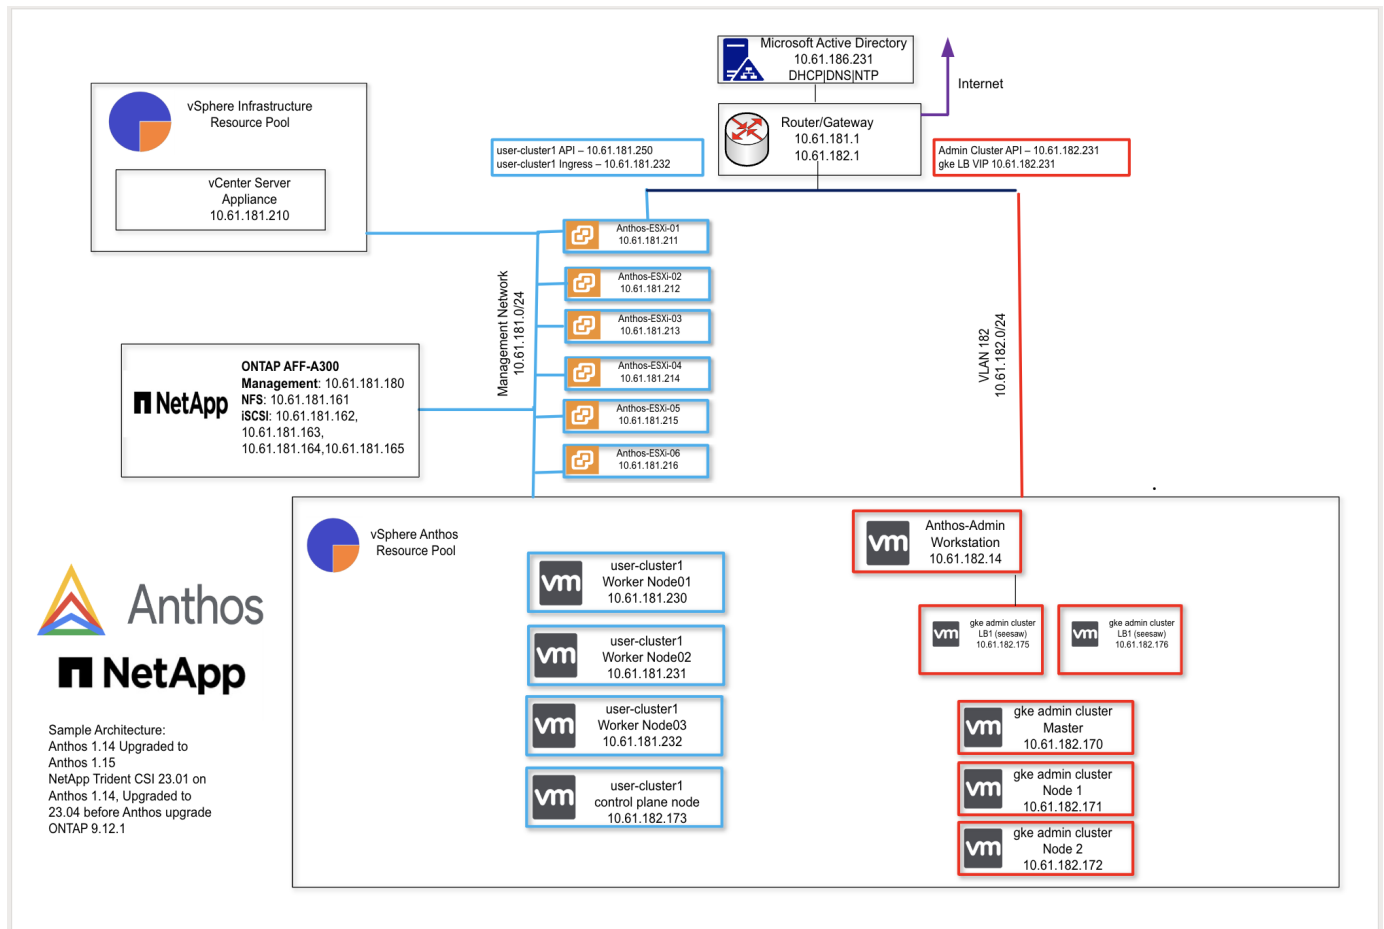 Microsoft Active Directory
10.61.186.231
DHCP|DNS|NTP
Internet
Router/Gateway
10.61.181.1
10.61.182.1
vSphere Infrastructure
Resource Pool
vCenter Server
Appliance
10.61.181.210
user-cluster1 API – 10.61.181.250
user-cluster1 Ingress – 10.61.181.232
Admin Cluster API – 10.61.182.231
gke LB VIP 10.61.182.231
Anthos-ESXi-01
10.61.181.211
Anthos-ESXi-02
10.61.181.212
Anthos-ESXi-03
10.61.181.213
Anthos-ESXi-04
10.61.181.214
Anthos-ESXi-05
10.61.181.215
Anthos-ESXi-06
10.61.181.216
Management Network
10.61.181.0/24
VLAN 182
10.61.182.0/24
NetApp
ONTAP AFF-A300
Management: 10.61.181.180
NFS: 10.61.181.161
iSCSI: 10.61.181.162,
10.61.181.163,
10.61.181.164,10.61.181.165
vSphere Anthos
Resource Pool
vm
user-cluster1
Worker Node01
10.61.181.230
vm
user-cluster1
Worker Node02
10.61.181.231
vm
user-cluster1
Worker Node03
10.61.181.232
vm
user-cluster1
control plane node
10.61.182.173
vm
Anthos-Admin
Workstation
10.61.182.14
vm
gke admin cluster
LB1 (seesaw)
10.61.182.175
vm
gke admin cluster
LB1 (seesaw)
10.61.182.176
vm
gke admin cluster
Master
10.61.182.170
vm
gke admin cluster
Node 1
10.61.182.171
vm
gke admin cluster
Node 2
10.61.182.172
Anthos
NetApp
Sample Architecture:
Anthos 1.14 Upgraded to
Anthos 1.15
NetApp Trident CSI 23.01 on
Anthos 1.14, Upgraded to
23.04 before Anthos upgrade
ONTAP 9.12.1